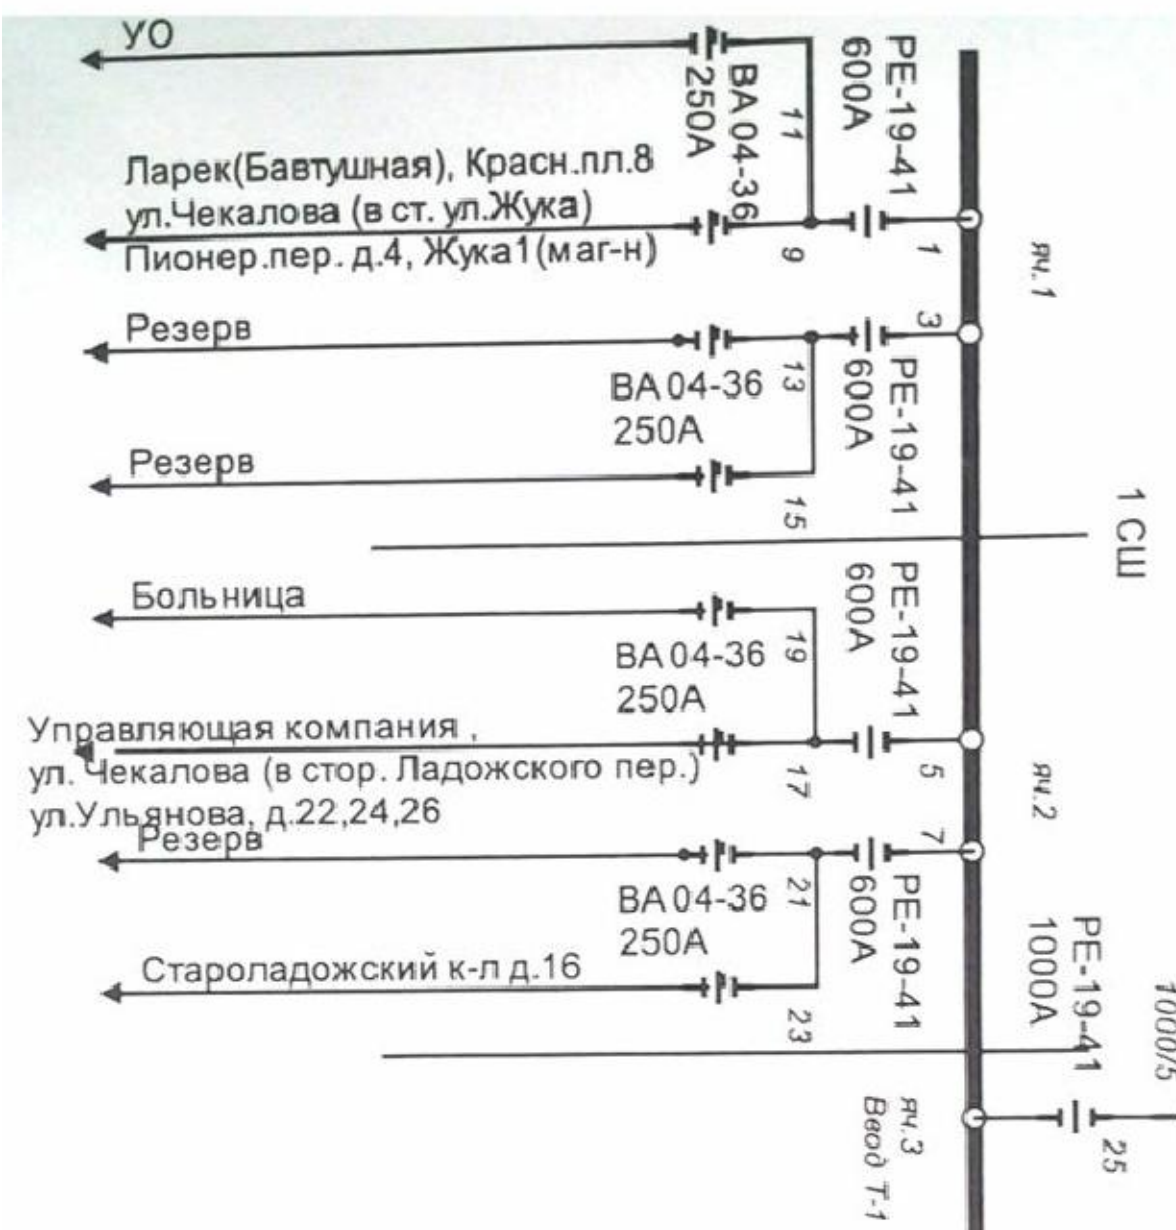 УО
РЕ-19-41
600А
ВА 04-36
250А
11
Ларек(Бавтушная), Красн.пл.8
ул.Чекалова (в ст. ул.Жука)
Пионер.пер. д.4, Жука1(маг-н)
9
1
яч.1
Резерв
3
13
ВА 04-36
250А
РЕ-19-41
600А
Резерв
15
1 СШ
Больница
19
ВА 04-36
250А
РЕ-19-41
600А
Управляющая компания ,
ул. Чекалова (в стор. Ладожского пер.)
ул.Ульянова, д.22,24,26
17
5
яч.2
Резерв
7
21
ВА 04-36
250А
РЕ-19-41
600А
Староладожский к-л д.16
23
РЕ-19-41
1000А
1000/5
яч.3
Ввод Т-1
25